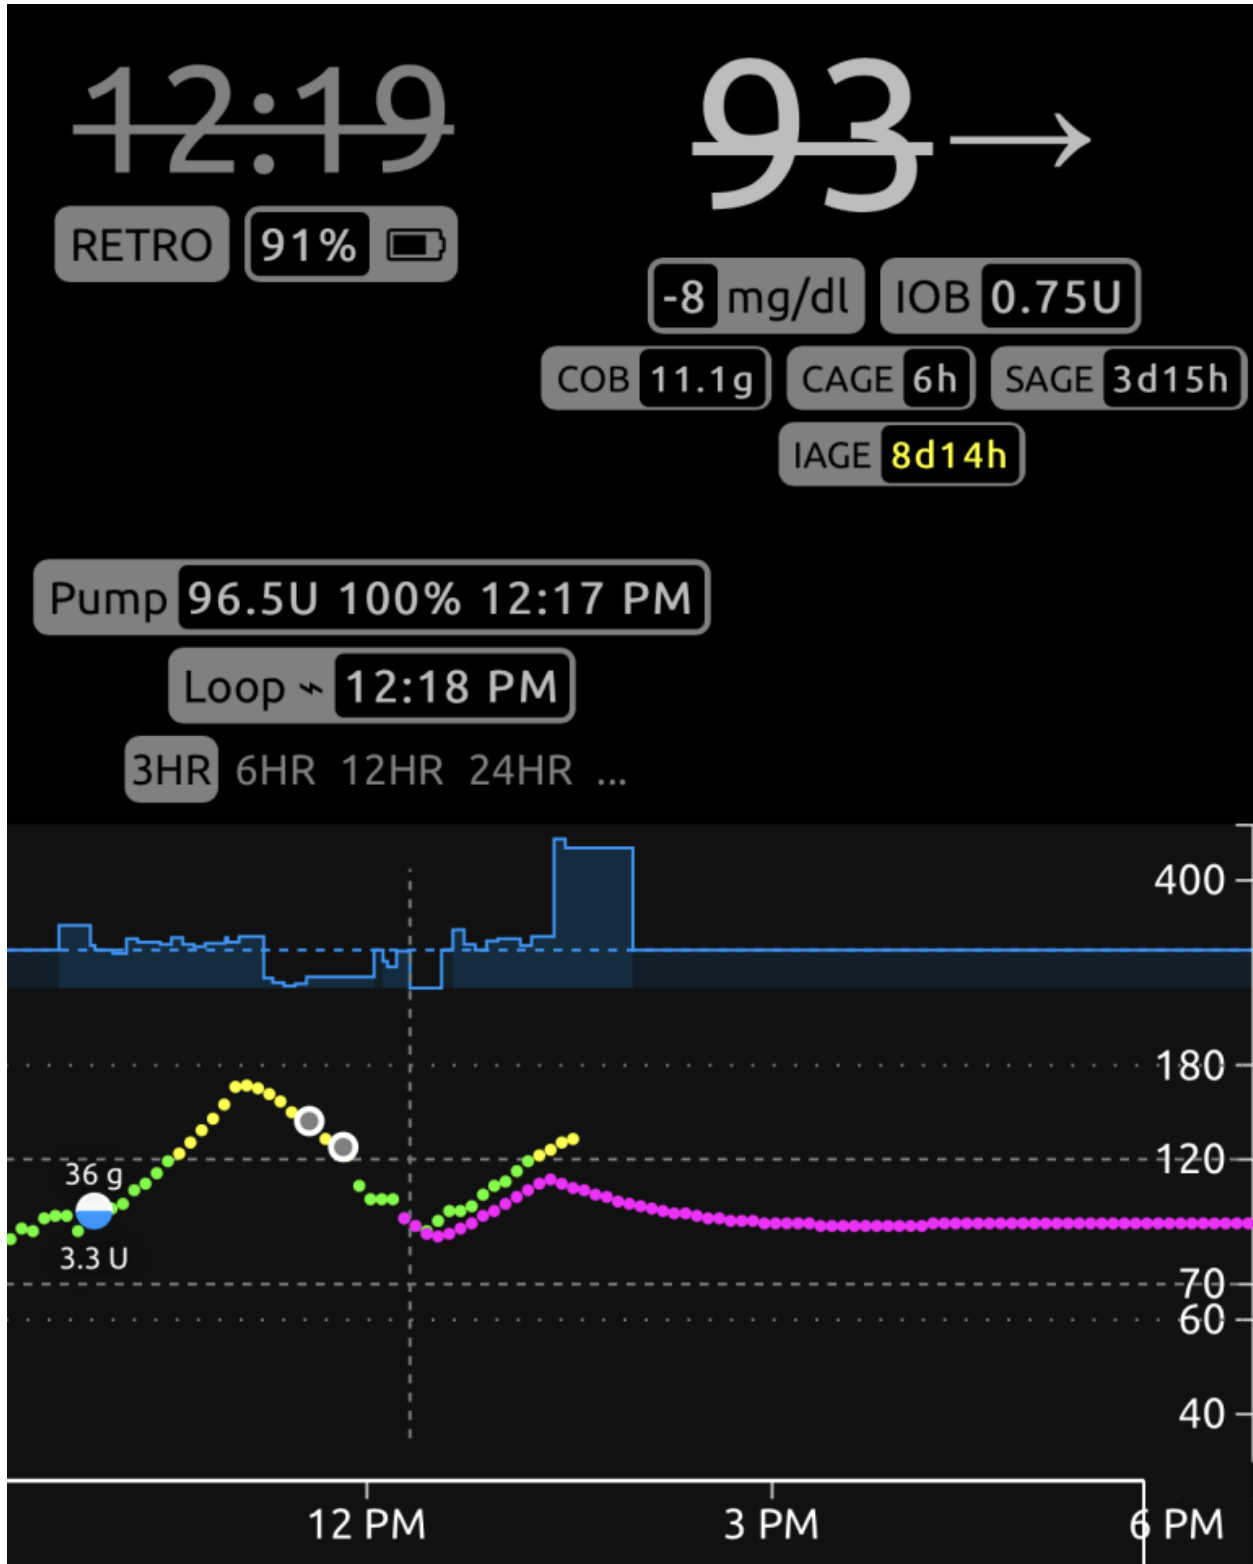 12:19
93→
RETRO 91%
-8 mg/dl IOB 0.75U
COB 11.1g CAGE 6h SAGE 3d15h
IAGE 8d14h
Pump 96.5U 100% 12:17 PM
Loop ⌁ 12:18 PM
3HR 6HR 12HR 24HR ...
400
180
120
36 g
3.3 U
70
60
40
12 PM 3 PM 6 PM